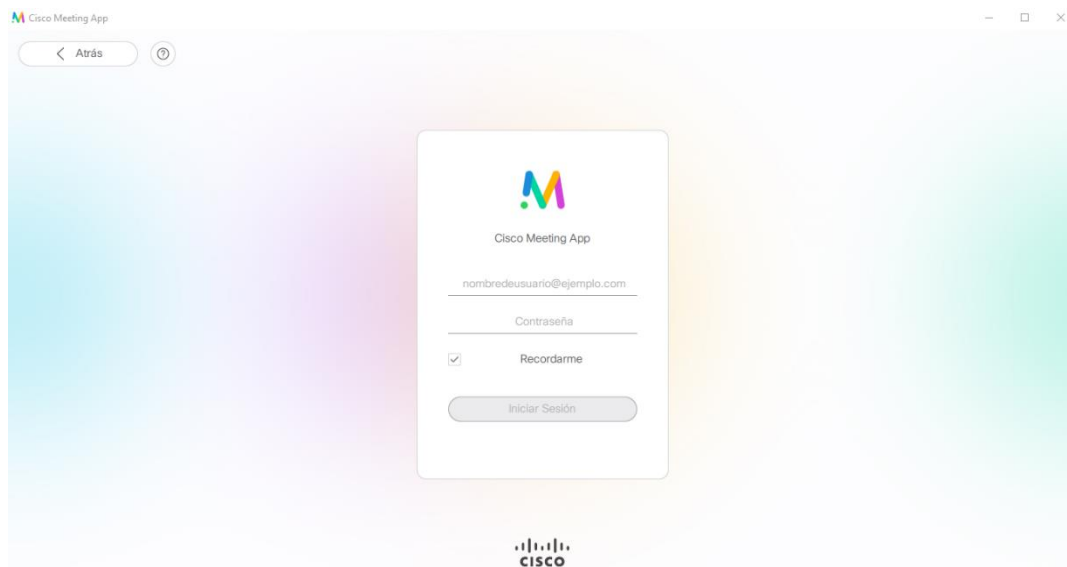 Cisco Meeting App
Atrás
Cisco Meeting App
nombredeusuario@ejemplo.com
Contraseña
Recordarme
Iniciar Sesión
CISCO